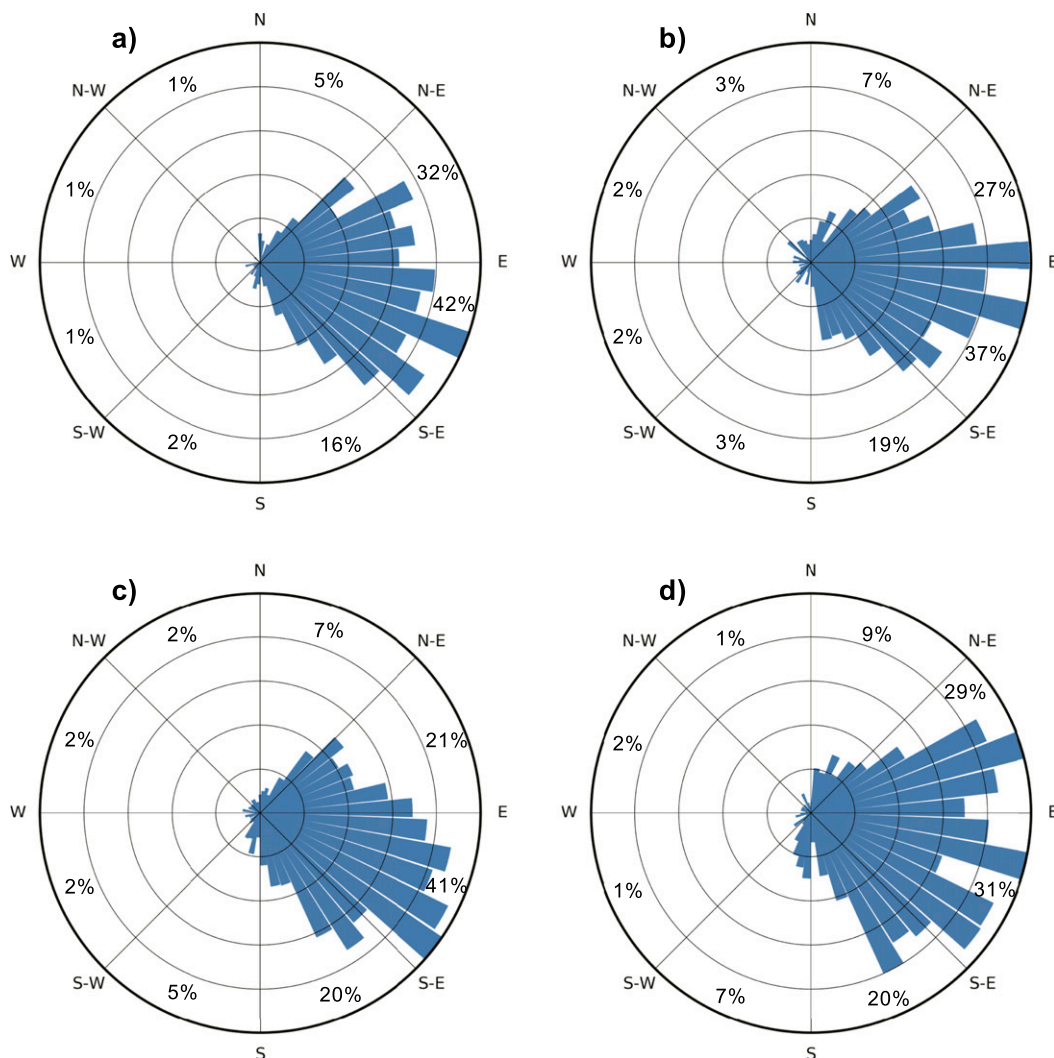 a)
N
N-W
1%
5%
N-E
1%
32%
W
E
1%
42%
S-W
2%
16%
S-E
S
b)
N
N-W
3%
7%
N-E
2%
27%
W
E
2%
37%
S-W
3%
19%
S-E
S
c)
N
N-W
2%
7%
N-E
2%
21%
W
E
2%
41%
S-W
5%
20%
S-E
S
d)
N
N-W
1%
9%
N-E
2%
29%
W
E
1%
31%
S-W
7%
20%
S-E
S